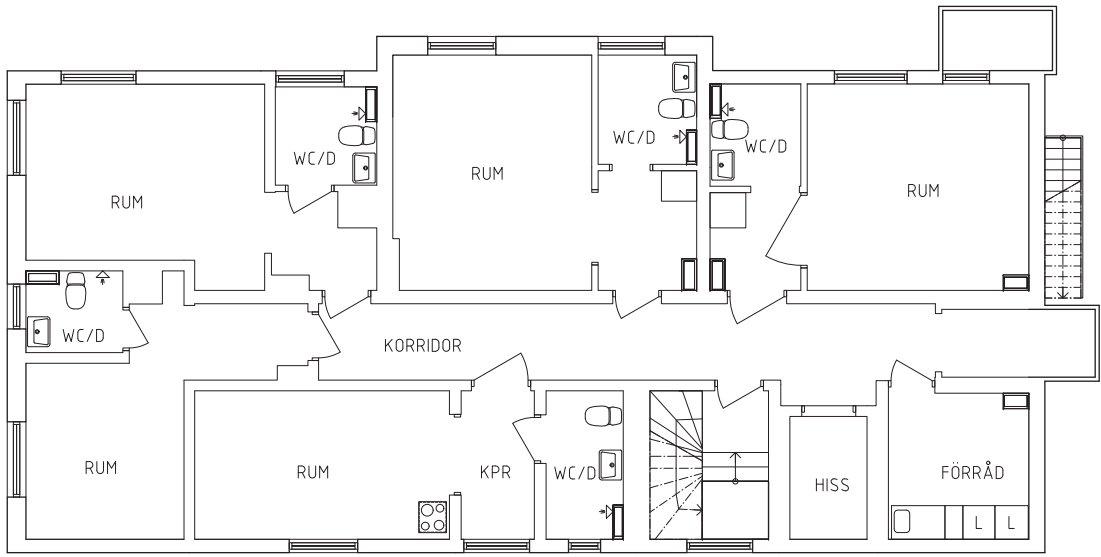 WC/D
WC/D
WC/D
RUM
RUM
RUM
WC/D
KORRIDOR
RUM
RUM
KPR
WC/D
HISS
FÖRRÅD
L
L